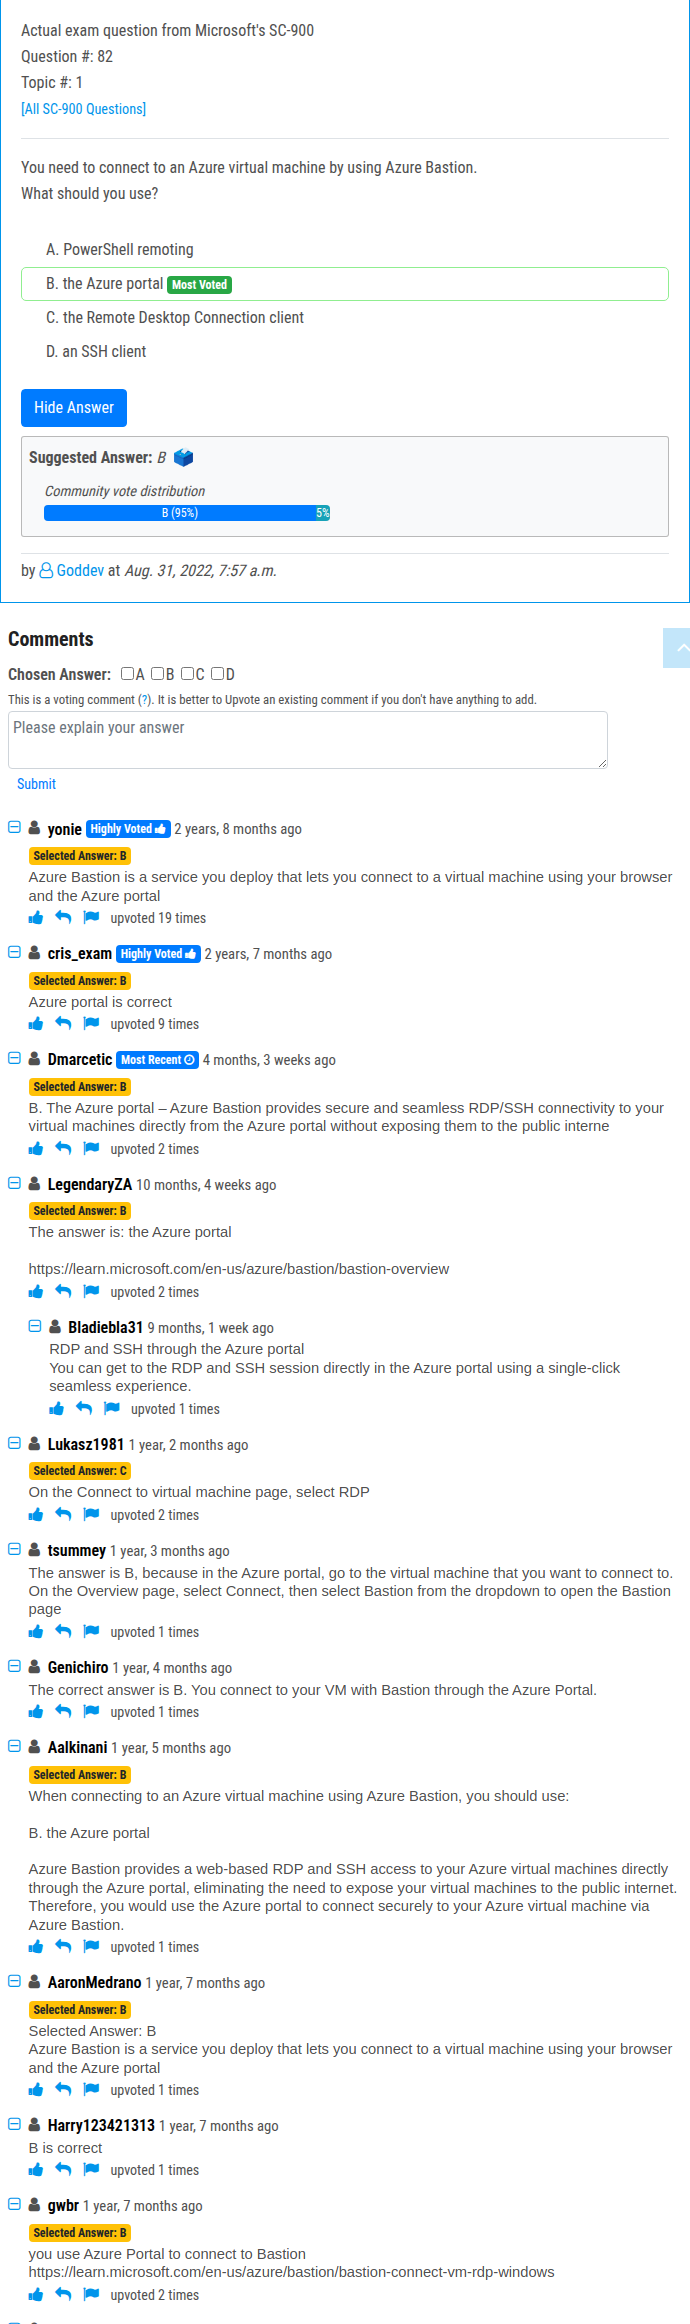 Actual exam question from Microsoft's SC-900
Question #: 82
Topic #: 1
[All SC-900 Questions]
You need to connect to an Azure virtual machine by using Azure Bastion.
What should you use?
A. PowerShell remoting
B. the Azure portal Most Voted
C. the Remote Desktop Connection client
D. an SSH client
Hide Answer
Suggested Answer: B
Community vote distribution
B (95%) 5%
by Goddev at Aug. 31, 2022, 7:57 a.m.
Comments
Chosen Answer: A B C D
This is a voting comment (?). It is better to Upvote an existing comment if you don't have anything to add.
Please explain your answer
Submit
yonie Highly Voted 2 years, 8 months ago
Selected Answer: B
Azure Bastion is a service you deploy that lets you connect to a virtual machine using your browser
and the Azure portal
upvoted 19 times
cris_exam Highly Voted 2 years, 7 months ago
Selected Answer: B
Azure portal is correct
upvoted 9 times
Dmarcetic Most Recent 4 months, 3 weeks ago
Selected Answer: B
B. The Azure portal – Azure Bastion provides secure and seamless RDP/SSH connectivity to your
virtual machines directly from the Azure portal without exposing them to the public interne
upvoted 2 times
LegendaryZA 10 months, 4 weeks ago
Selected Answer: B
The answer is: the Azure portal
https://learn.microsoft.com/en-us/azure/bastion/bastion-overview
upvoted 2 times
Bladiebla31 9 months, 1 week ago
RDP and SSH through the Azure portal
You can get to the RDP and SSH session directly in the Azure portal using a single-click
seamless experience.
upvoted 1 times
Lukasz1981 1 year, 2 months ago
Selected Answer: C
On the Connect to virtual machine page, select RDP
upvoted 2 times
tsummey 1 year, 3 months ago
The answer is B, because in the Azure portal, go to the virtual machine that you want to connect to.
On the Overview page, select Connect, then select Bastion from the dropdown to open the Bastion
page
upvoted 1 times
Genichiro 1 year, 4 months ago
The correct answer is B. You connect to your VM with Bastion through the Azure Portal.
upvoted 1 times
Aalkinani 1 year, 5 months ago
Selected Answer: B
When connecting to an Azure virtual machine using Azure Bastion, you should use:
B. the Azure portal
Azure Bastion provides a web-based RDP and SSH access to your Azure virtual machines directly
through the Azure portal, eliminating the need to expose your virtual machines to the public internet.
Therefore, you would use the Azure portal to connect securely to your Azure virtual machine via
Azure Bastion.
upvoted 1 times
AaronMedrano 1 year, 7 months ago
Selected Answer: B
Selected Answer: B
Azure Bastion is a service you deploy that lets you connect to a virtual machine using your browser
and the Azure portal
upvoted 1 times
Harry123421313 1 year, 7 months ago
B is correct
upvoted 1 times
gwbr 1 year, 7 months ago
Selected Answer: B
you use Azure Portal to connect to Bastion
https://learn.microsoft.com/en-us/azure/bastion/bastion-connect-vm-rdp-windows
upvoted 2 times